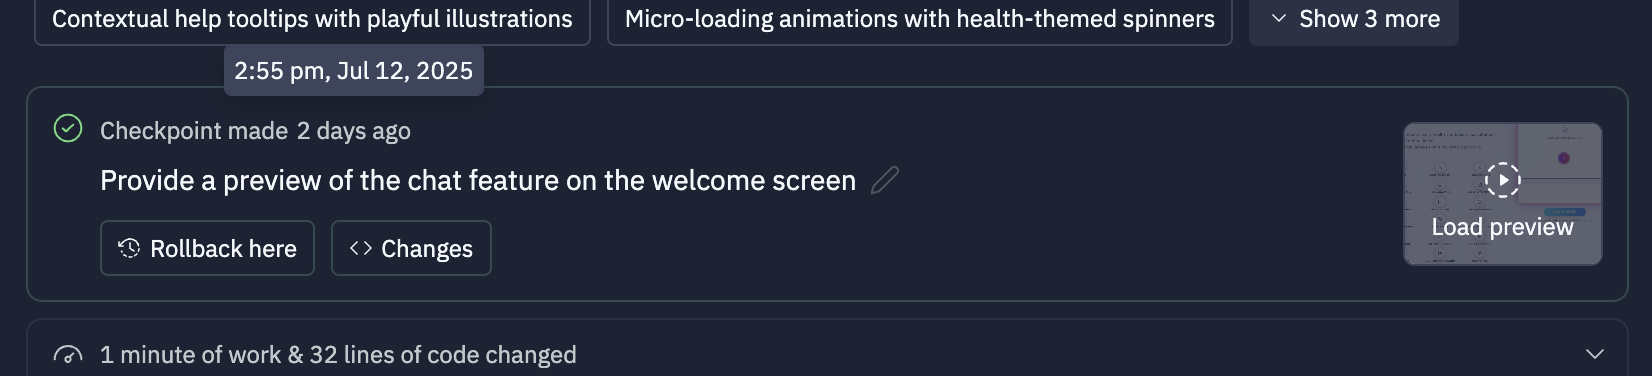 Contextual help tooltips with playful illustrations
Micro-loading animations with health-themed spinners
Show 3 more
2:55 pm, Jul 12, 2025
Checkpoint made 2 days ago
Provide a preview of the chat feature on the welcome screen
Rollback here
Changes
Load preview
1 minute of work & 32 lines of code changed